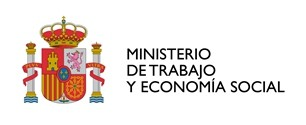 MINISTERIO
DE TRABAJO
Y ECONOMÍA SOCIAL